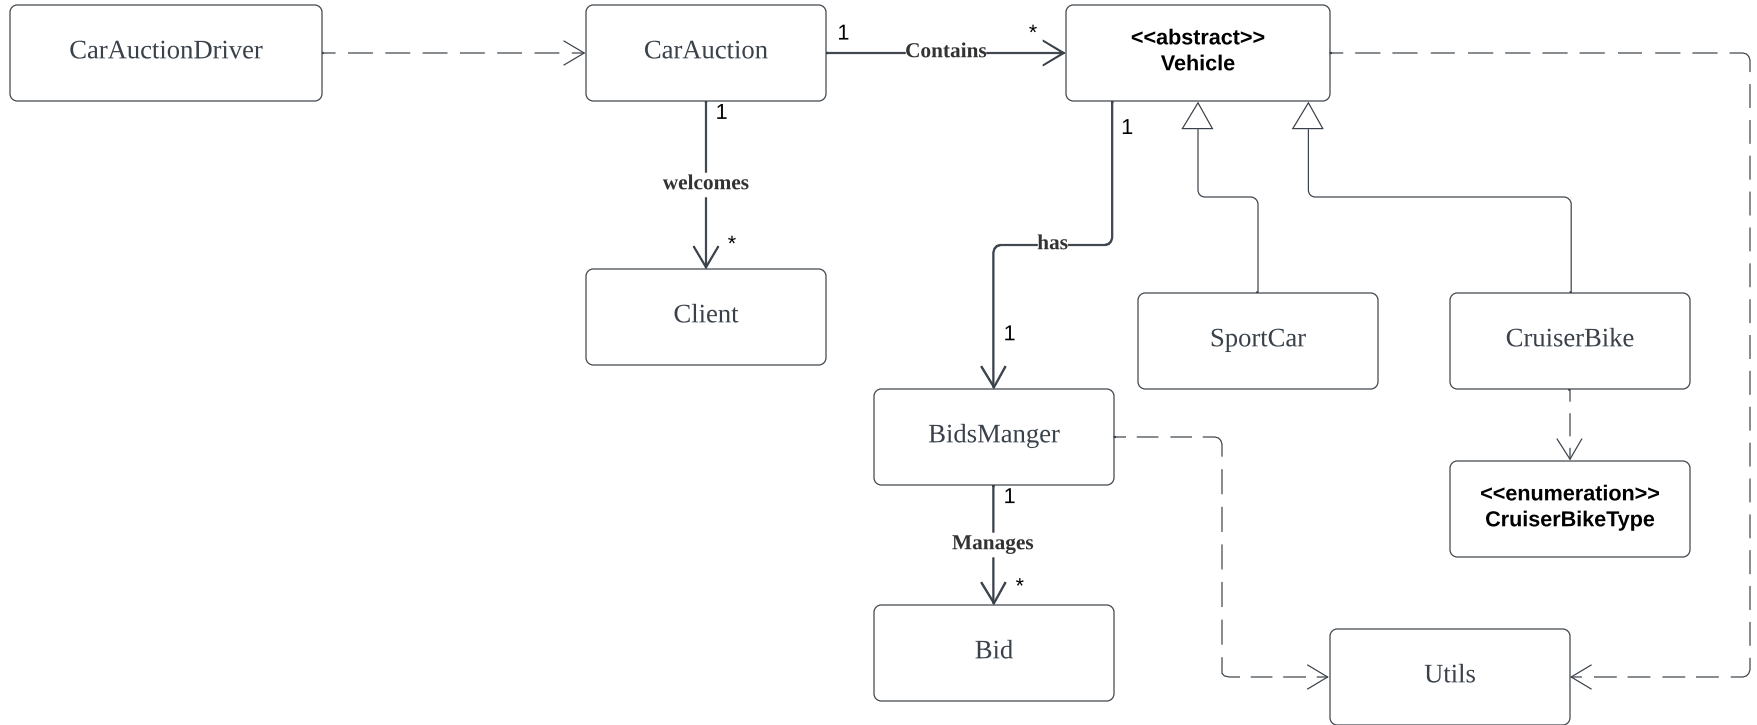 CarAuctionDriver
CarAuction
1
Contains
*
<<abstract>>
Vehicle
1
welcomes
*
Client
1
has
1
SportCar
CruiserBike
BidsManger
1
Manages
*
Bid
<<enumeration>>
CruiserBikeType
Utils